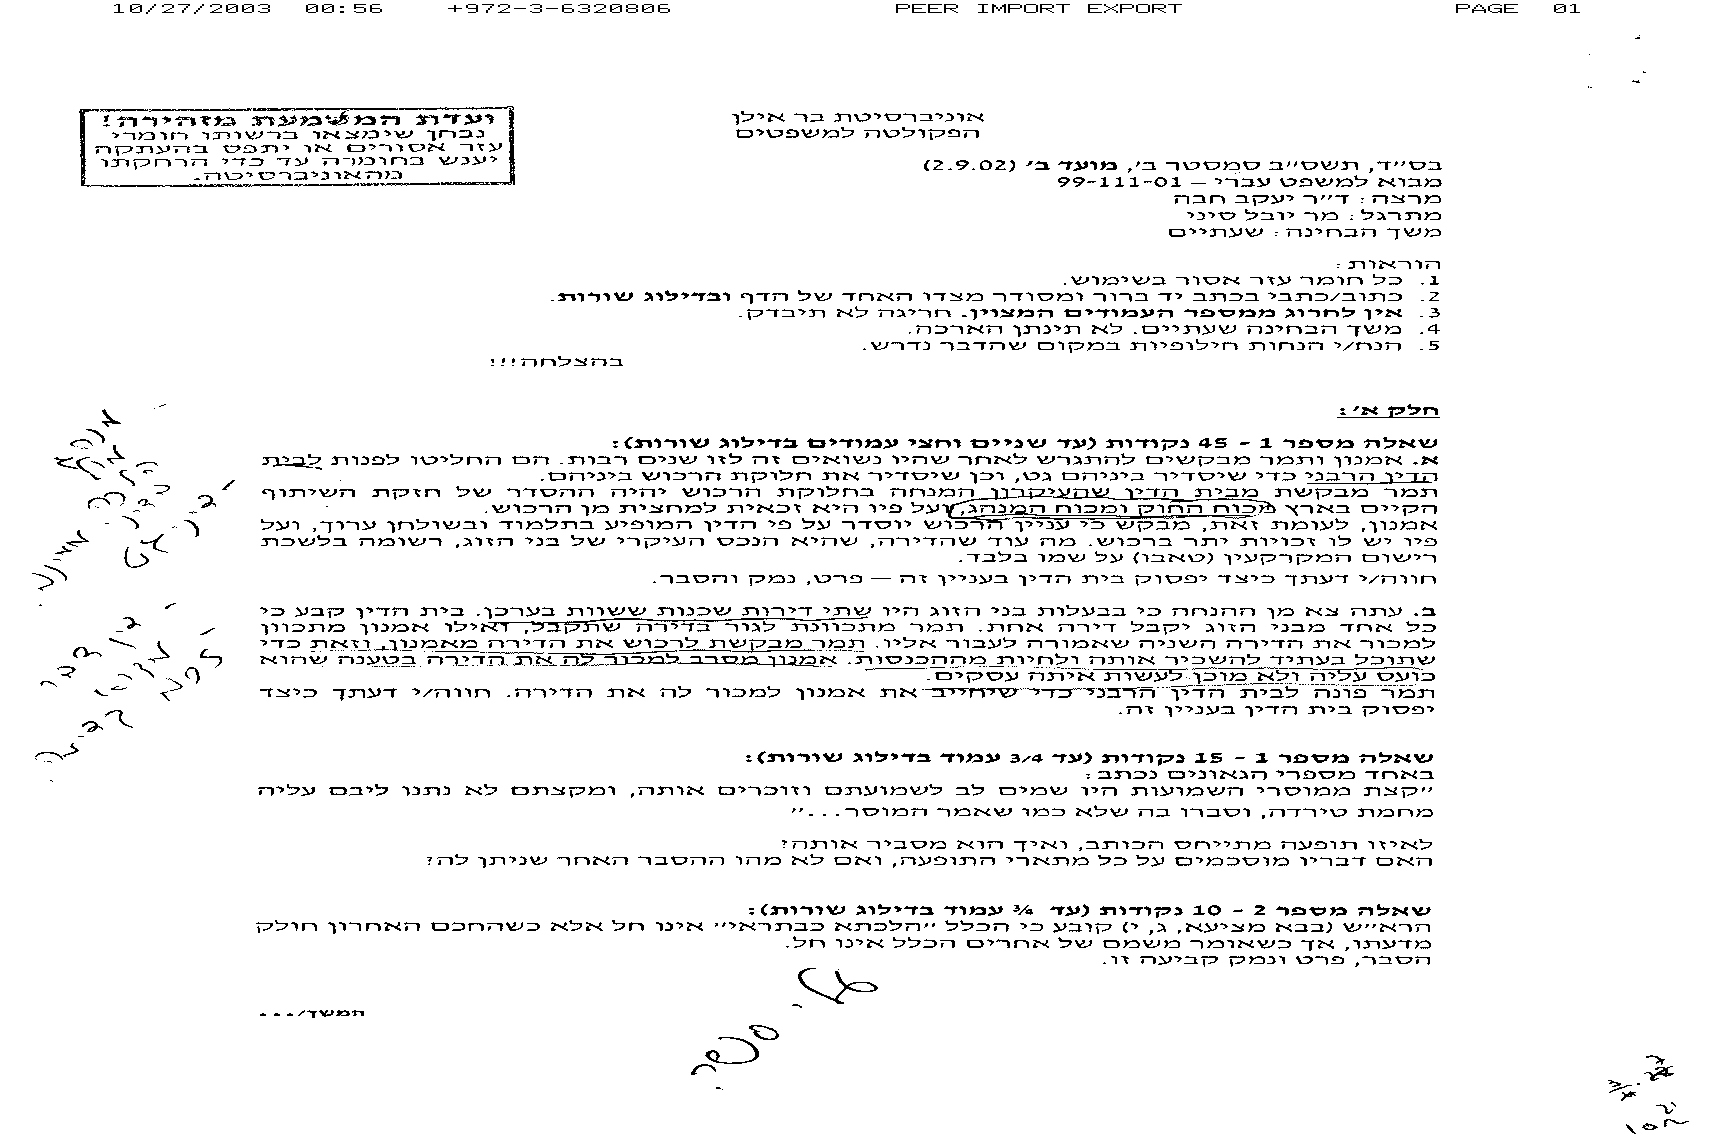 10/27/2003 00:56 +972-3-6320806 PEER IMPORT EXPORT PAGE 01
ועדת המשמעת מזהירה!
נבחן שימצאו ברשותו חומרי
עזר אסורים או יתפס בהעתקה
יענש בחומרה עד כדי הרחקתו
מהאוניברסיטה.
אוניברסיטת בר אילן
הפקולטה למשפטים
בס״ד, תשס״ב סמסטר ב׳, מועד ב׳ (2.9.02)
מבוא למשפט עברי – 99-111-01
מרצה: ד״ר יעקב חבה
מתרגל: מר יובל סיני
משך הבחינה: שעתיים
הוראות:
1. כל חומר עזר אסור בשימוש.
2. כתוב/כתבי בכתב יד ברור ומסודר מצדו האחד של הדף ובדילוג שורות.
3. אין לחרוג ממספר העמודים המצוין. חריגה לא תיבדק.
4. משך הבחינה שעתיים. לא תינתן הארכה.
5. הנח/י הנחות חילופיות במקום שהדבר נדרש.
בהצלחה!!!
חלק א׳:
שאלה מספר 1 - 45 נקודות (עד שניים וחצי עמודים בדילוג שורות):
א. אמנון ותמר מבקשים להתגרש לאחר שהיו נשואים זה לזו שנים רבות. הם החליטו לפנות לבית
הדין הרבני כדי שיסדיר ביניהם גט, וכן שיסדיר את חלוקת הרכוש ביניהם.
תמר מבקשת מבית הדין שהעיקרון המנחה בחלוקת הרכוש יהיה ההסדר של חזקת השיתוף
הקיים בארץ מכוח החוק ומכוח המנהג, ועל פיו היא זכאית למחצית מן הרכוש.
אמנון, לעומת זאת, מבקש כי עניין הרכוש יוסדר על פי הדין המופיע בתלמוד ובשולחן ערוך, ועל
פיו יש לו זכויות יתר ברכוש. מה עוד שהדירה, שהיא הנכס העיקרי של בני הזוג, רשומה בלשכת
רישום המקרקעין (טאבו) על שמו בלבד.
חווה/י דעתך כיצד יפסוק בית הדין בעניין זה – פרט, נמק והסבר.
ב. עתה צא מן ההנחה כי בבעלות בני הזוג היו שתי דירות שכנות ששוות בערכן. בית הדין קבע כי
כל אחד מבני הזוג יקבל דירה אחת. תמר מתכוונת לגור בדירה שתקבל, ואילו אמנון מתכוון
למכור את הדירה השניה שאמורה לעבור אליו. תמר מבקשת לרכוש את הדירה מאמנון, וזאת כדי
שתוכל בעתיד להשכיר אותה ולחיות מההכנסות. אמנון מסרב למכור לה את הדירה בטענה שהוא
כועס עליה ולא מוכן לעשות איתה עסקים.
תמר פונה לבית הדין הרבני כדי שיחייב את אמנון למכור לה את הדירה. חווה/י דעתך כיצד
יפסוק בית הדין בעניין זה.
שאלה מספר 1 - 15 נקודות (עד 3/4 עמוד בדילוג שורות):
באחד מספרי הגאונים נכתב:
״קצת ממוסרי השמועות היו שמים לב לשמועתם וזוכרים אותה, ומקצתם לא נתנו ליבם עליה
מחמת טירדה, וסברו בה שלא כמו שאמר המוסר...״
לאיזו תופעה מתייחס הכותב, ואיך הוא מסביר אותה?
האם דבריו מוסכמים על כל מתארי התופעה, ואם לא מהו ההסבר האחר שניתן לה?
שאלה מספר 2 - 10 נקודות (עד ¾ עמוד בדילוג שורות):
הרא״ש (בבא מציעא, ג, י) קובע כי הכלל ״הלכתא כבתראי״ אינו חל אלא כשהחכם האחרון חולק
מדעתו, אך כשאומר משמם של אחרים הכלל אינו חל.
הסבר, פרט ונמק קביעה זו.
המשך/...